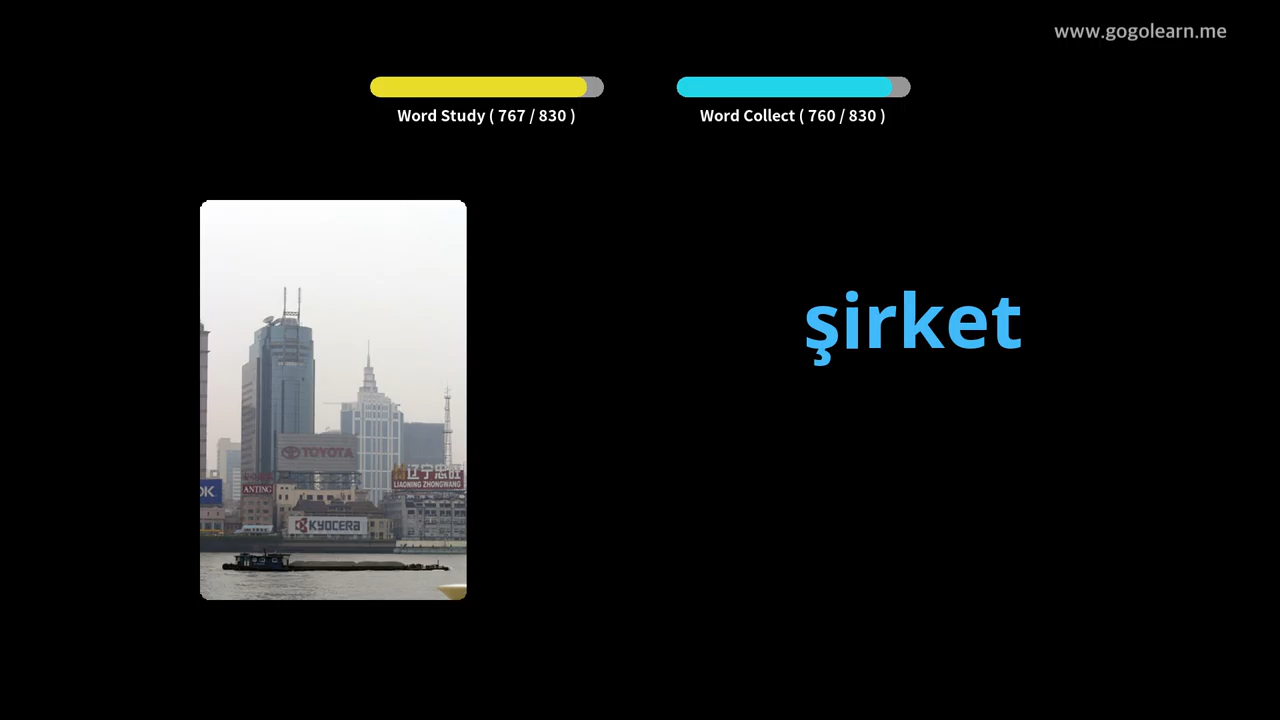 www.gogolearn.me
Word Study ( 767 / 830 )
Word Collect ( 760 / 830 )
şirket
TOYOTA
辽宁忠旺
LIAONING ZHONGWANG
ANTING
OK
KYOCERA